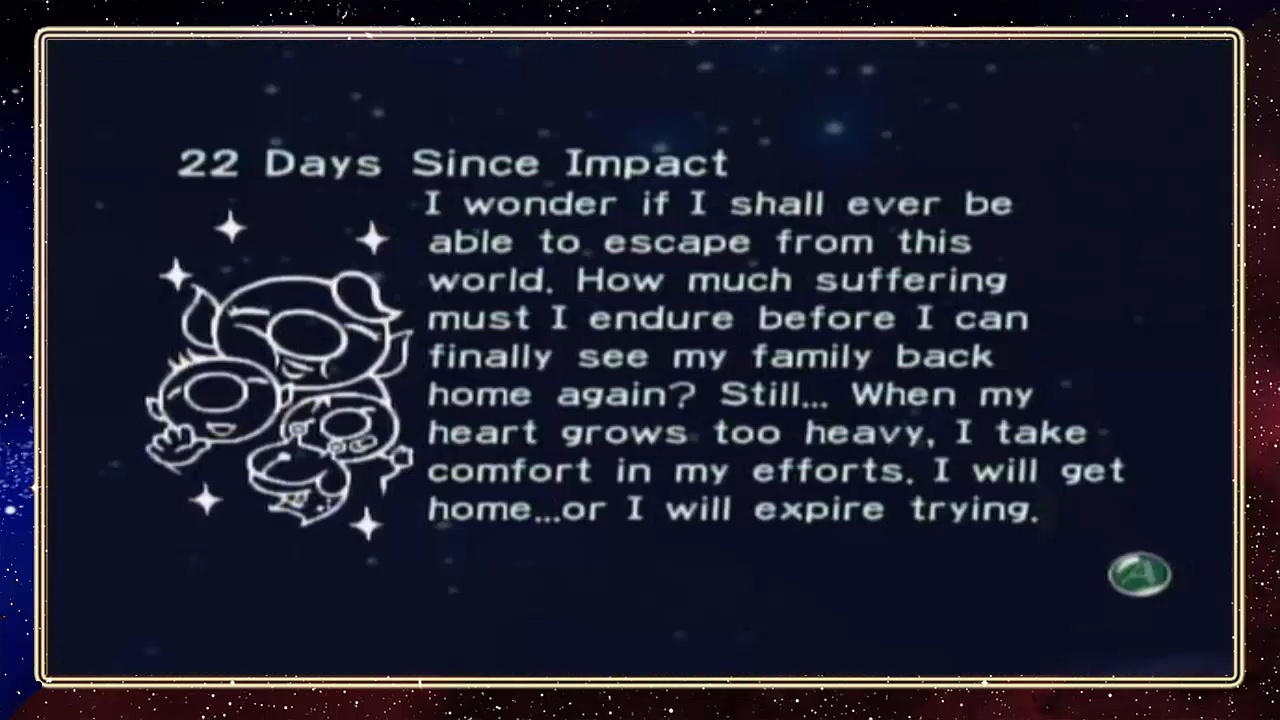 22 Days Since Impact
I wonder if I shall ever be
able to escape from this
world. How much suffering
must I endure before I can
finally see my family back
home again? Still... When my
heart grows too heavy, I take
comfort in my efforts. I will get
home...or I will expire trying.
A